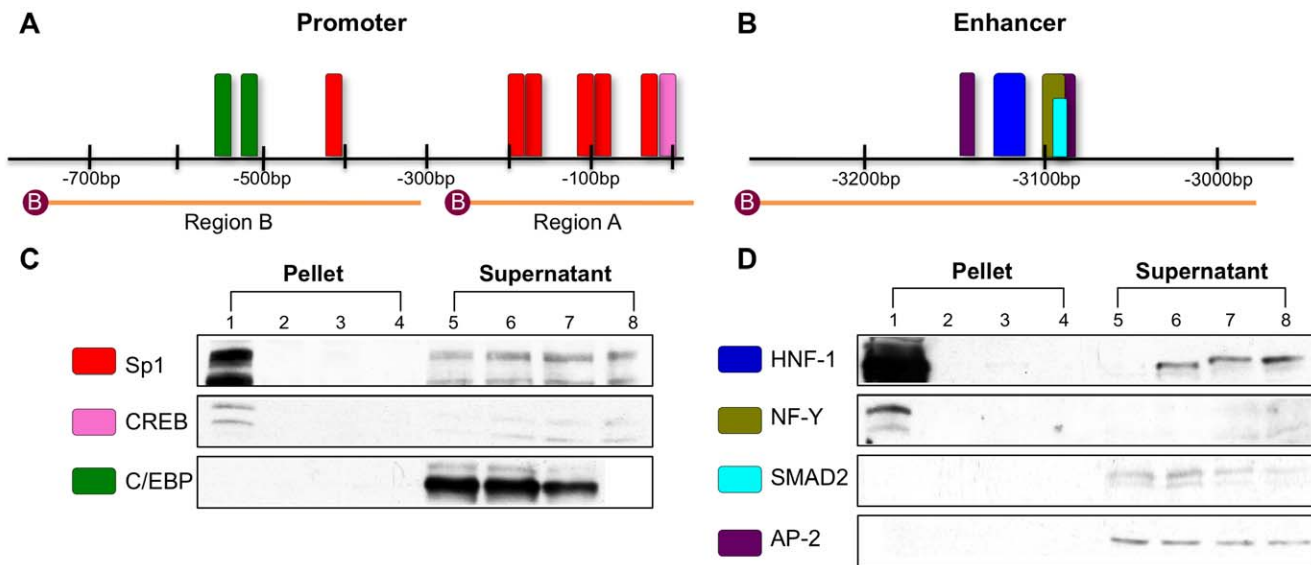 A
Promoter
-700bp
-500bp
-300bp
-100bp
B
Region B
B
Region A
B
Enhancer
-3200bp
-3100bp
-3000bp
B
C
Pellet
Supernatant
1 2 3 4 5 6 7 8
Sp1
CREB
C/EBP
D
Pellet
Supernatant
1 2 3 4 5 6 7 8
HNF-1
NF-Y
SMAD2
AP-2